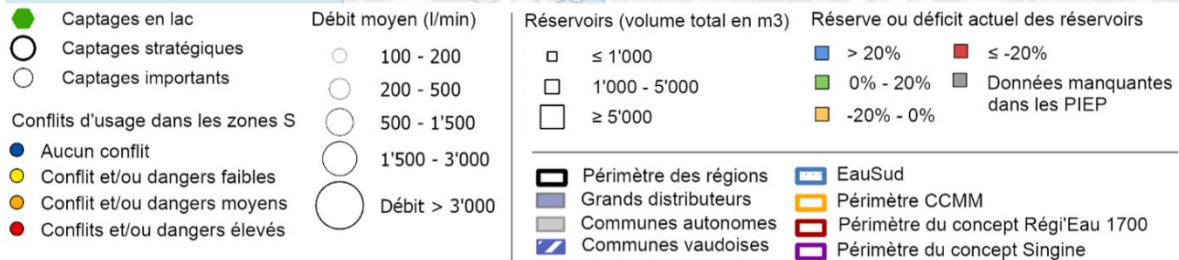 Captages en lac
Captages stratégiques
Captages importants
Conflits d'usage dans les zones S
Aucun conflit
Conflit et/ou dangers faibles
Conflit et/ou dangers moyens
Conflits et/ou dangers élevés
Débit moyen (l/min)
100 - 200
200 - 500
500 - 1'500
1'500 - 3'000
Débit > 3'000
Réservoirs (volume total en m3)
≤ 1'000
1'000 - 5'000
≥ 5'000
Réserve ou déficit actuel des réservoirs
> 20%
0% - 20%
-20% - 0%
≤ -20%
Données manquantes
dans les PIEP
Périmètre des régions
Grands distributeurs
Communes autonomes
Communes vaudoises
EauSud
Périmètre CCMM
Périmètre du concept Régi'Eau 1700
Périmètre du concept Singine